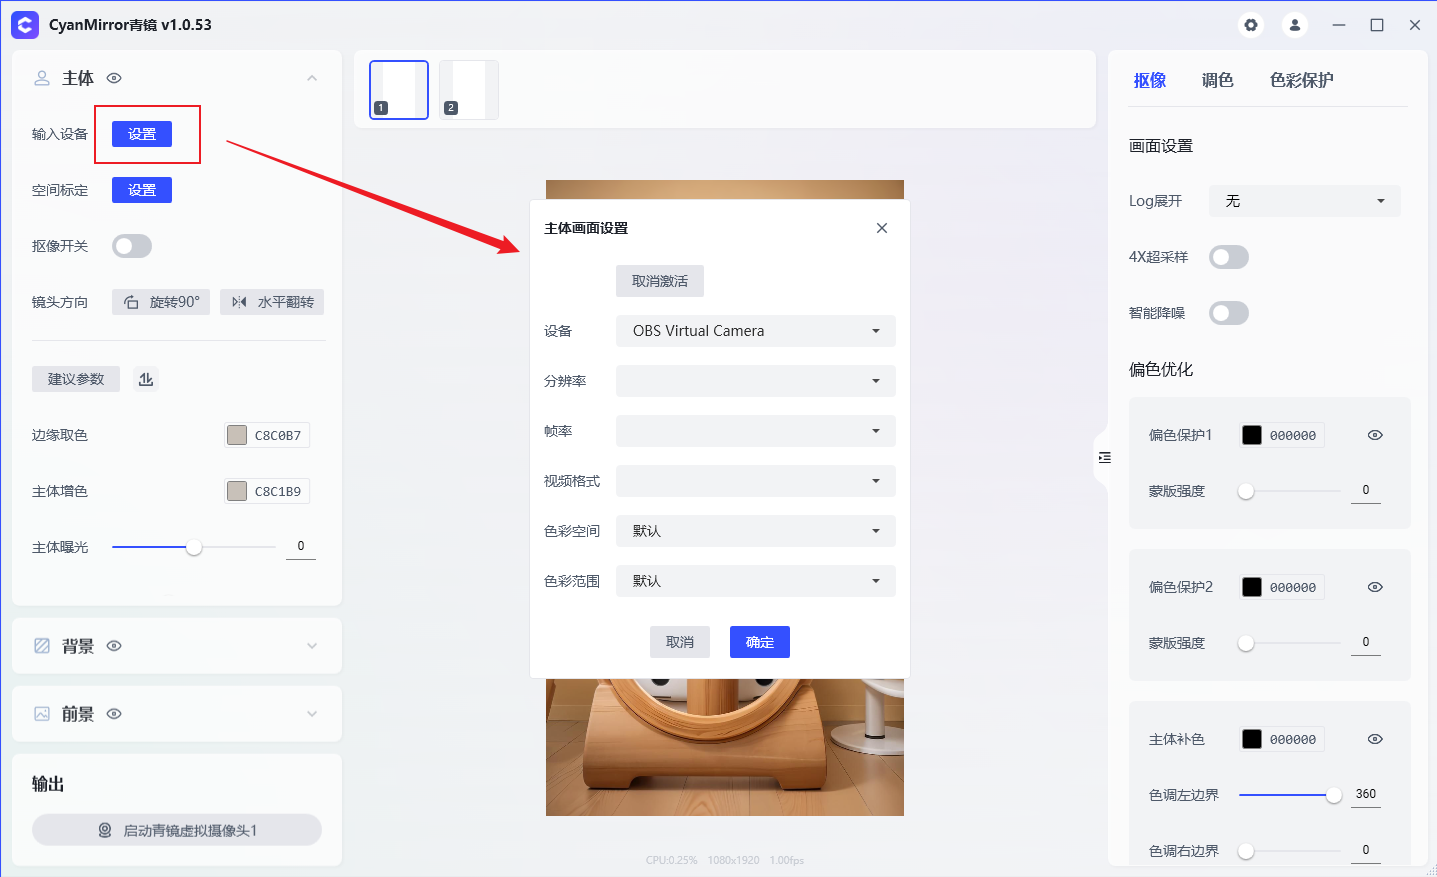 CyanMirror青镜 v1.0.53
主体
输入设备
设置
空间标定
设置
抠像开关
镜头方向
旋转90°
水平翻转
建议参数
边缘取色
C8C0B7
主体增色
C8C1B9
主体曝光
0
背景
前景
输出
启动青镜虚拟摄像头1
1
2
主体画面设置
取消激活
设备
OBS Virtual Camera
分辨率
帧率
视频格式
色彩空间
默认
色彩范围
默认
取消
确定
CPU:0.25% 1080x1920 1.00fps
抠像
调色
色彩保护
画面设置
Log展开
无
4X超采样
智能降噪
偏色优化
偏色保护1
000000
蒙版强度
0
偏色保护2
000000
蒙版强度
0
主体补色
000000
色调左边界
360
色调右边界
0